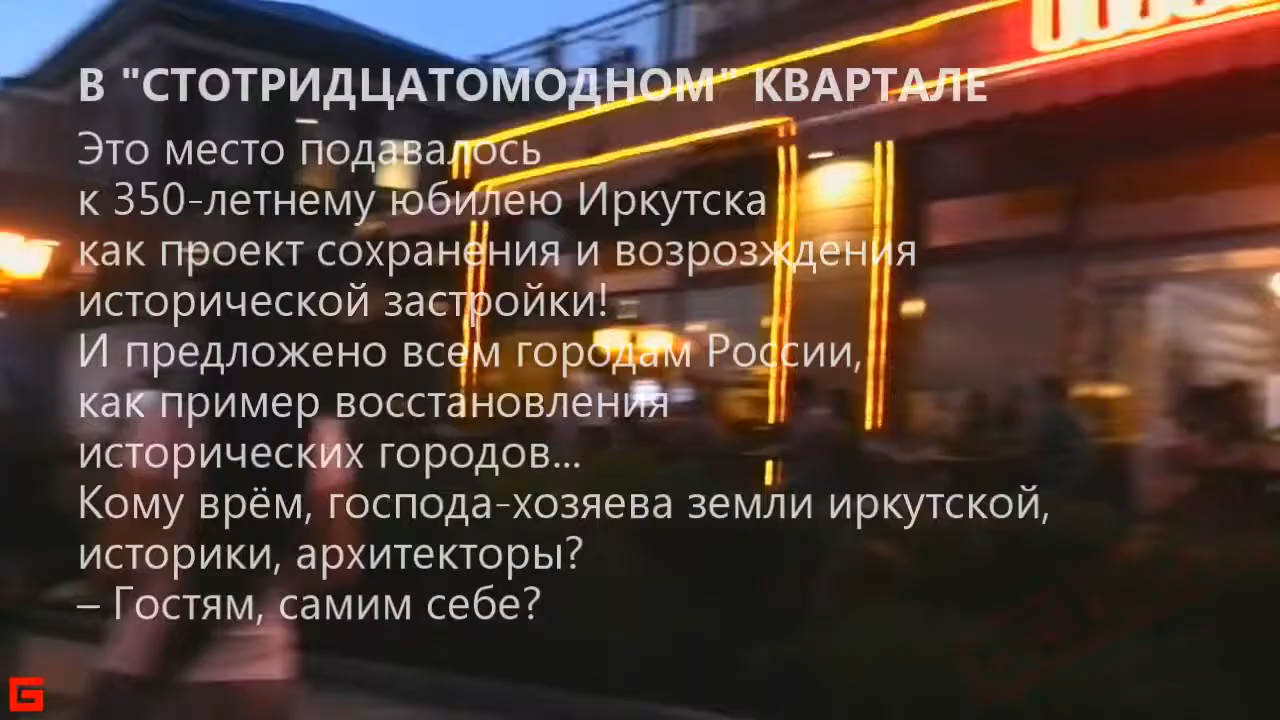 В "СТОТРИДЦАТОМОДНОМ" КВАРТАЛЕ
Это место подавалось
к 350-летнему юбилею Иркутска
как проект сохранения и возрозждения
исторической застройки!
И предложено всем городам России,
как пример восстановления
исторических городов...
Кому врём, господа-хозяева земли иркутской,
историки, архитекторы?
– Гостям, самим себе?